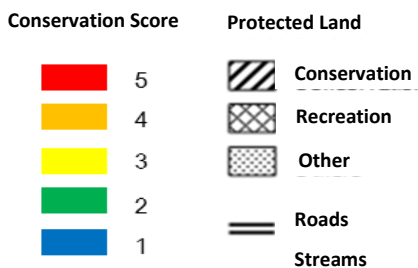 Conservation Score
5
4
3
2
1
Protected Land
Conservation
Recreation
Other
Roads
Streams